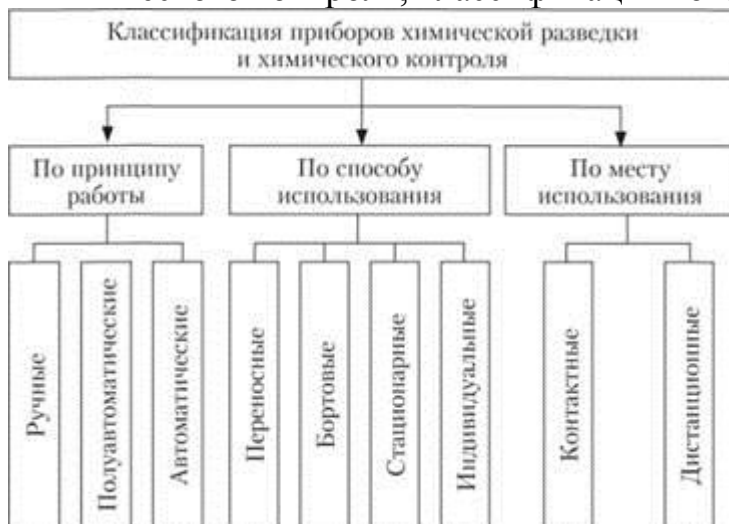 Классификация приборов химической разведки
и химического контроля
По принципу
работы
По способу
использования
По месту
использования
Ручные
Полуавтоматические
Автоматические
Переносные
Бортовые
Стационарные
Индивидуальные
Контактные
Дистанционные